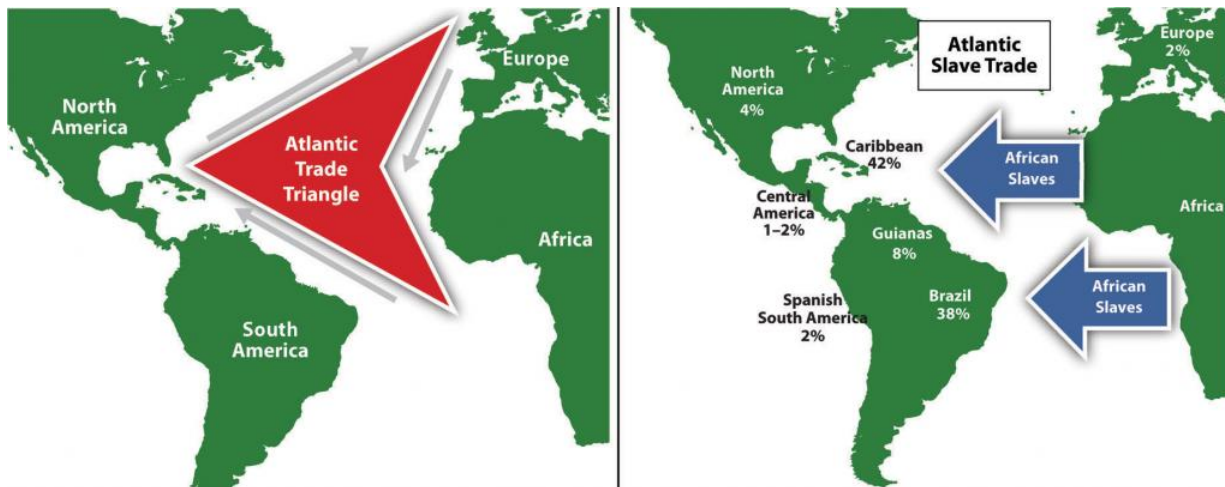 North
America
Europe
Atlantic
Trade
Triangle
Africa
South
America
Atlantic
Slave Trade
Europe
2%
North
America
4%
Caribbean
42%
African
Slaves
Central
America
1–2%
Africa
Guianas
8%
African
Slaves
Brazil
38%
Spanish
South America
2%